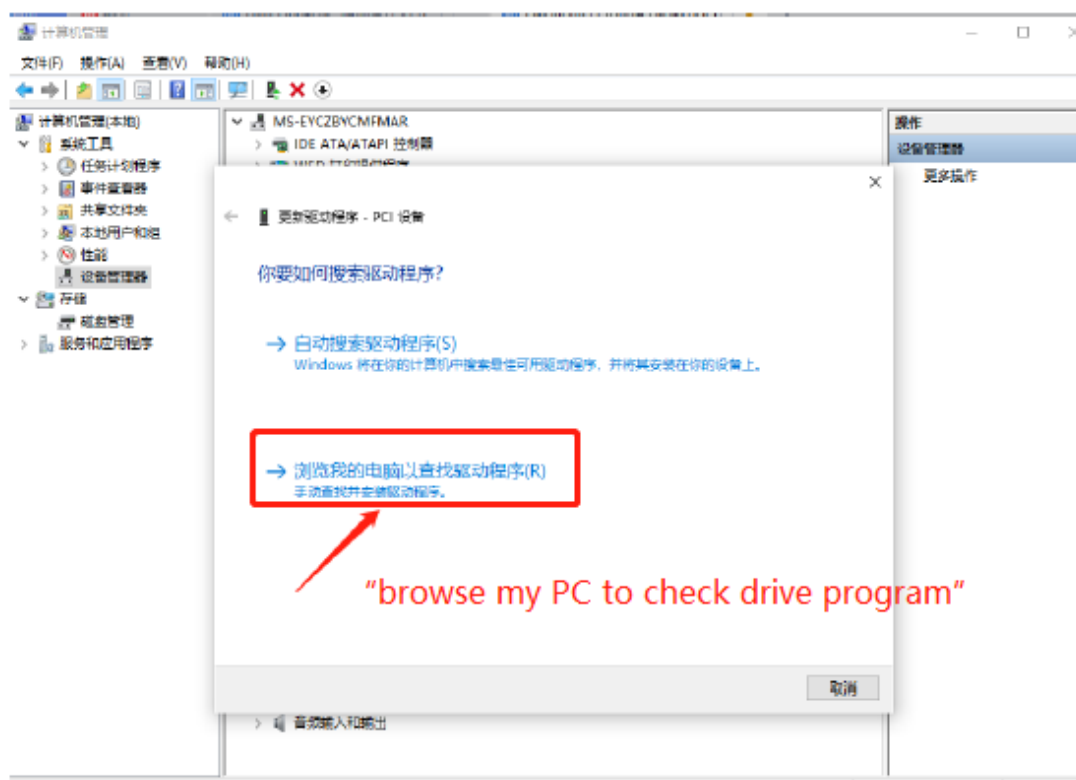 计算机管理
文件(F) 操作(A) 查看(V) 帮助(H)
计算机管理(本地)
系统工具
任务计划程序
事件查看器
共享文件夹
本地用户和组
性能
设备管理器
存储
磁盘管理
服务和应用程序
MS-EYCZBYCMFMAR
IDE ATA/ATAPI 控制器
操作
设备管理器
更多操作
更新驱动程序 - PCI 设备
你要如何搜索驱动程序?
自动搜索驱动程序(S)
Windows 将在你的计算机中搜索最佳可用驱动程序，并将其安装在你的设备上。
浏览我的电脑以查找驱动程序(R)
手动查找并安装驱动程序。
“browse my PC to check drive program”
取消
音频输入和输出